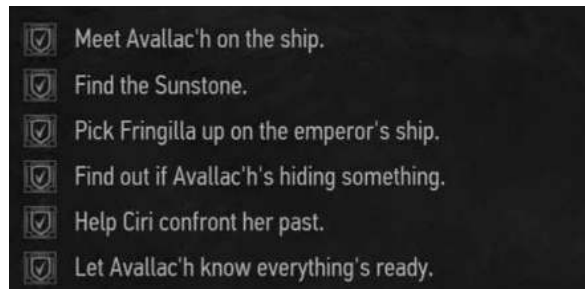 Meet Avallac'h on the ship.
Find the Sunstone.
Pick Fringilla up on the emperor's ship.
Find out if Avallac'h's hiding something.
Help Ciri confront her past.
Let Avallac'h know everything's ready.